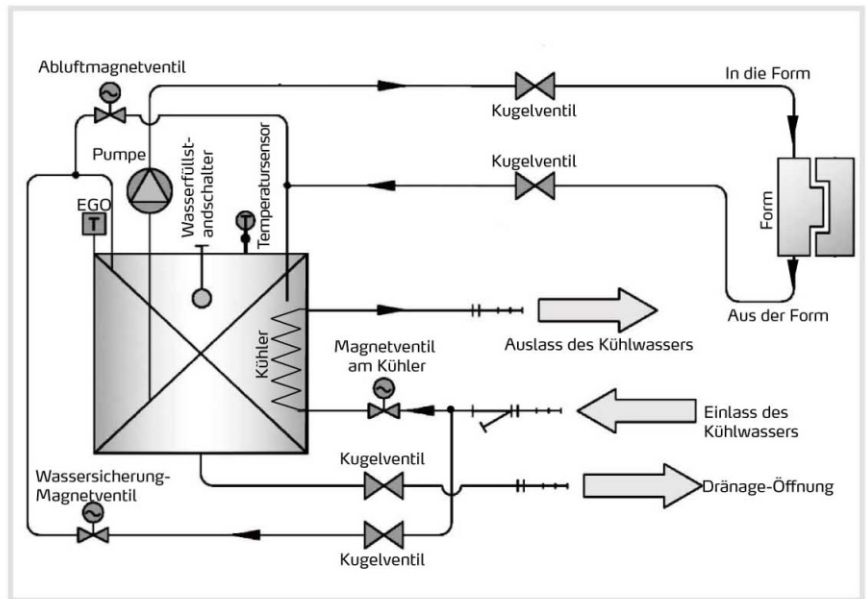 Abluftmagnetventil
In die Form
Kugelventil
Pumpe
Wasserfüllst-
andschalter
Temperatursensor
Kugelventil
EGO
T
T
Form
Aus der Form
Auslass des Kühlwassers
Kühler
Magnetventil
am Kühler
Einlass des
Kühlwassers
Kugelventil
Dränage-Öffnung
Wassersicherung-
Magnetventil
Kugelventil